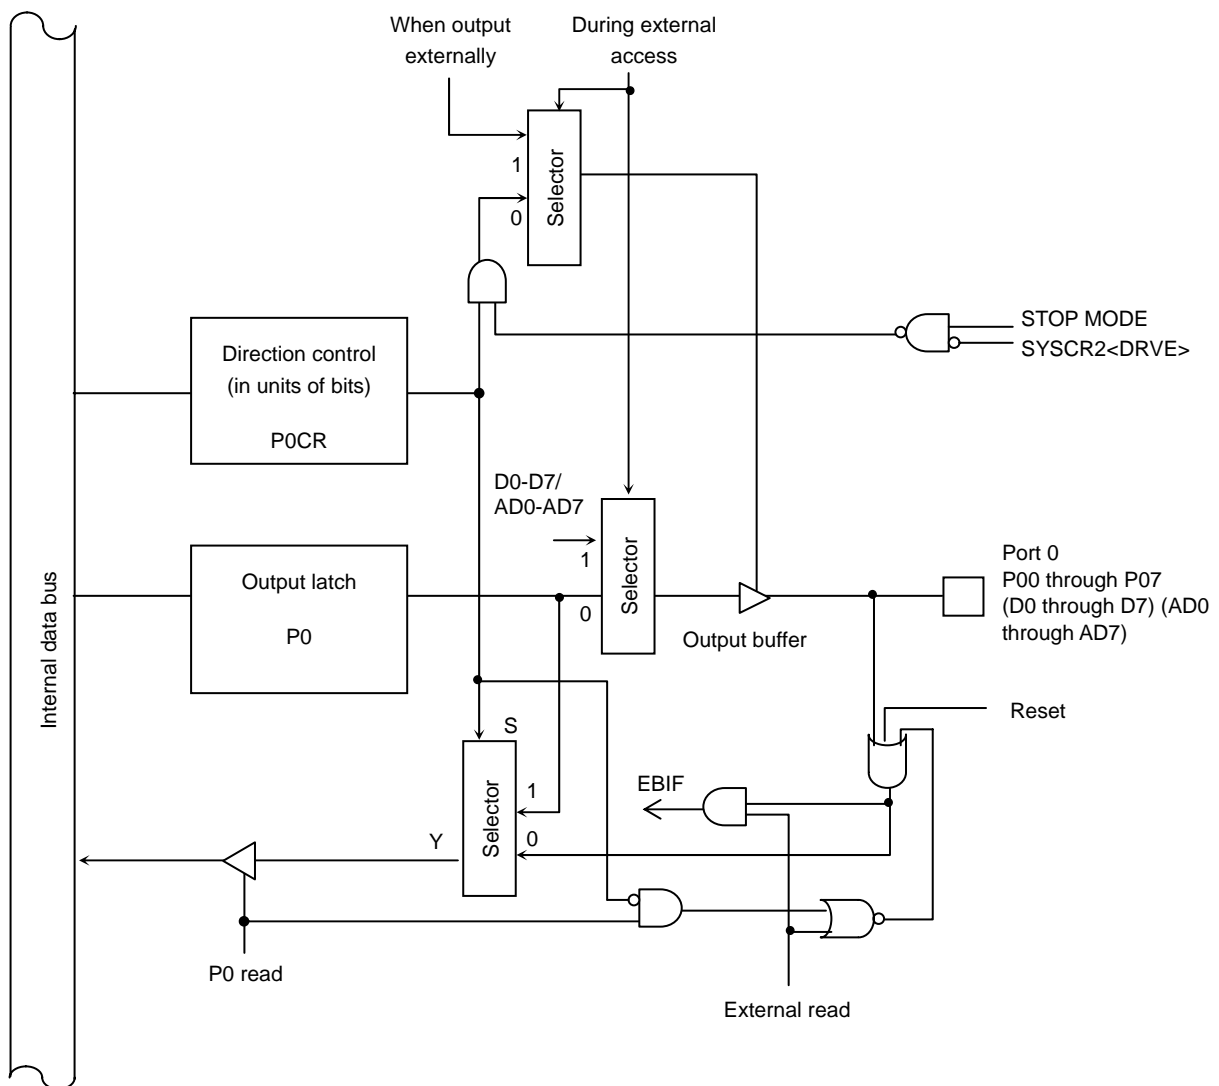 When output
externally
During external
access
1
0
Selector
STOP MODE
SYSCR2<DRVE>
Direction control
(in units of bits)
P0CR
D0-D7/
AD0-AD7
1
0
Selector
Output latch
P0
Output buffer
Port 0
P00 through P07
(D0 through D7) (AD0
through AD7)
Internal data bus
Reset
S
1
0
Selector
Y
EBIF
P0 read
External read